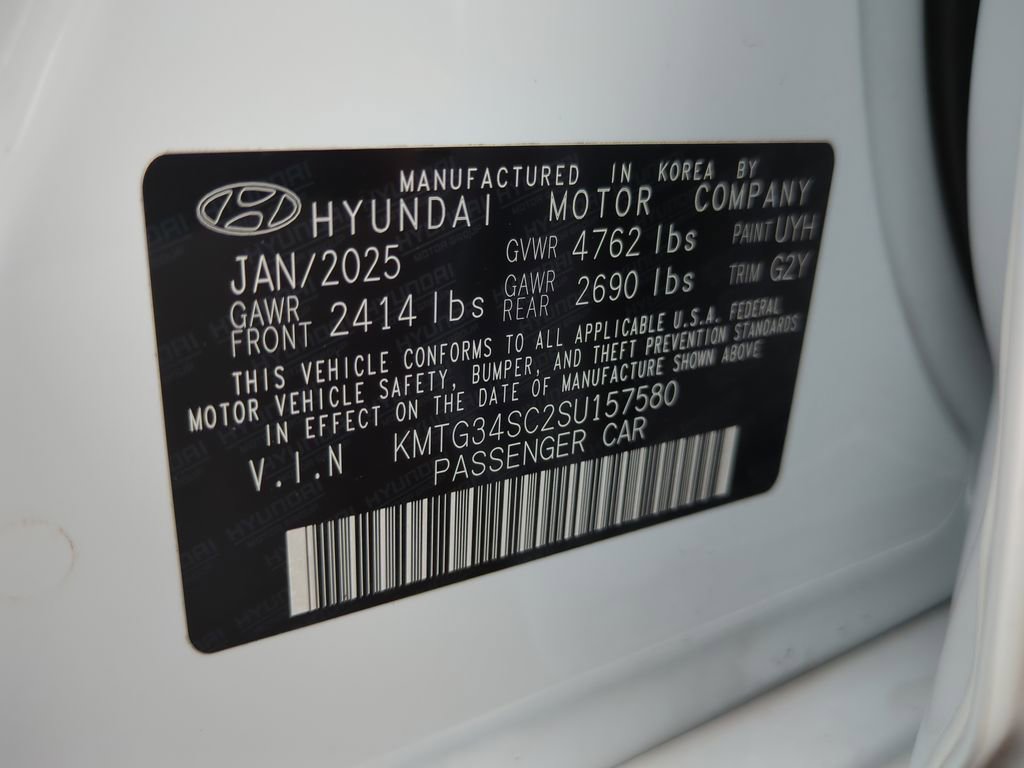 MANUFACTURED IN KOREA BY
HYUNDAI MOTOR COMPANY
JAN/2025 GVWR 4762 lbs PAINT UYH
GAWR FRONT 2414 lbs GAWR REAR 2690 lbs TRIM G2Y
THIS VEHICLE CONFORMS TO ALL APPLICABLE U.S.A. FEDERAL
MOTOR VEHICLE SAFETY, BUMPER, AND THEFT PREVENTION STANDARDS
IN EFFECT ON THE DATE OF MANUFACTURE SHOWN ABOVE
V.I.N KMTG34SC2SU157580
PASSENGER CAR